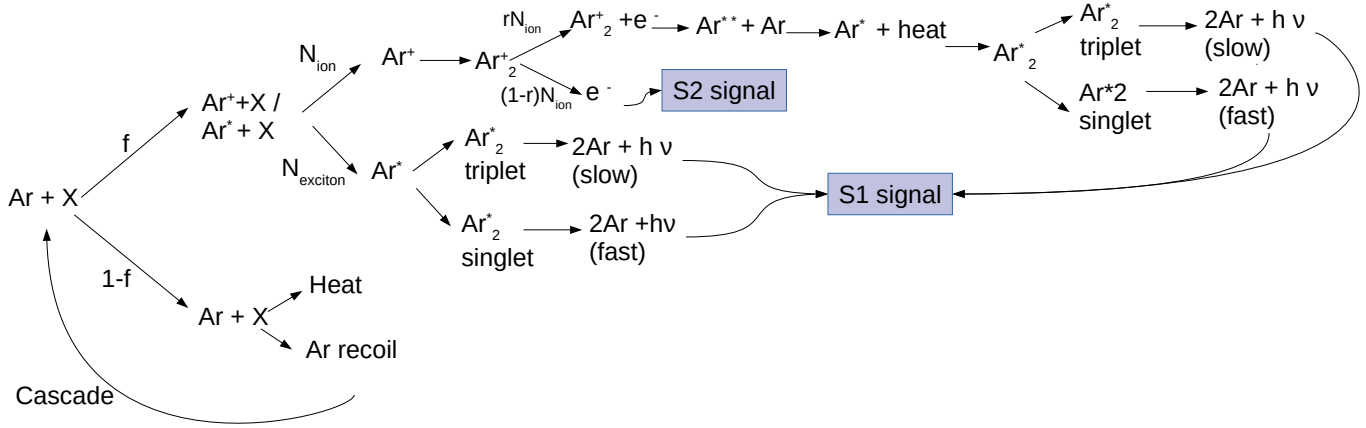 Ar + X
f
1-f
Ar⁺+X /
Ar* + X
N_ion
N_exciton
Ar⁺
Ar⁺₂
rN_ion
Ar⁺₂ +e⁻
Ar** + Ar
Ar* + heat
Ar*₂
Ar*₂
triplet
2Ar + h ν
(slow)
Ar*2
singlet
2Ar + h ν
(fast)
(1-r)N_ion
e⁻
S2 signal
Ar*
Ar*₂
triplet
2Ar + h ν
(slow)
Ar*₂
singlet
2Ar +hν
(fast)
S1 signal
Ar + X
Heat
Ar recoil
Cascade